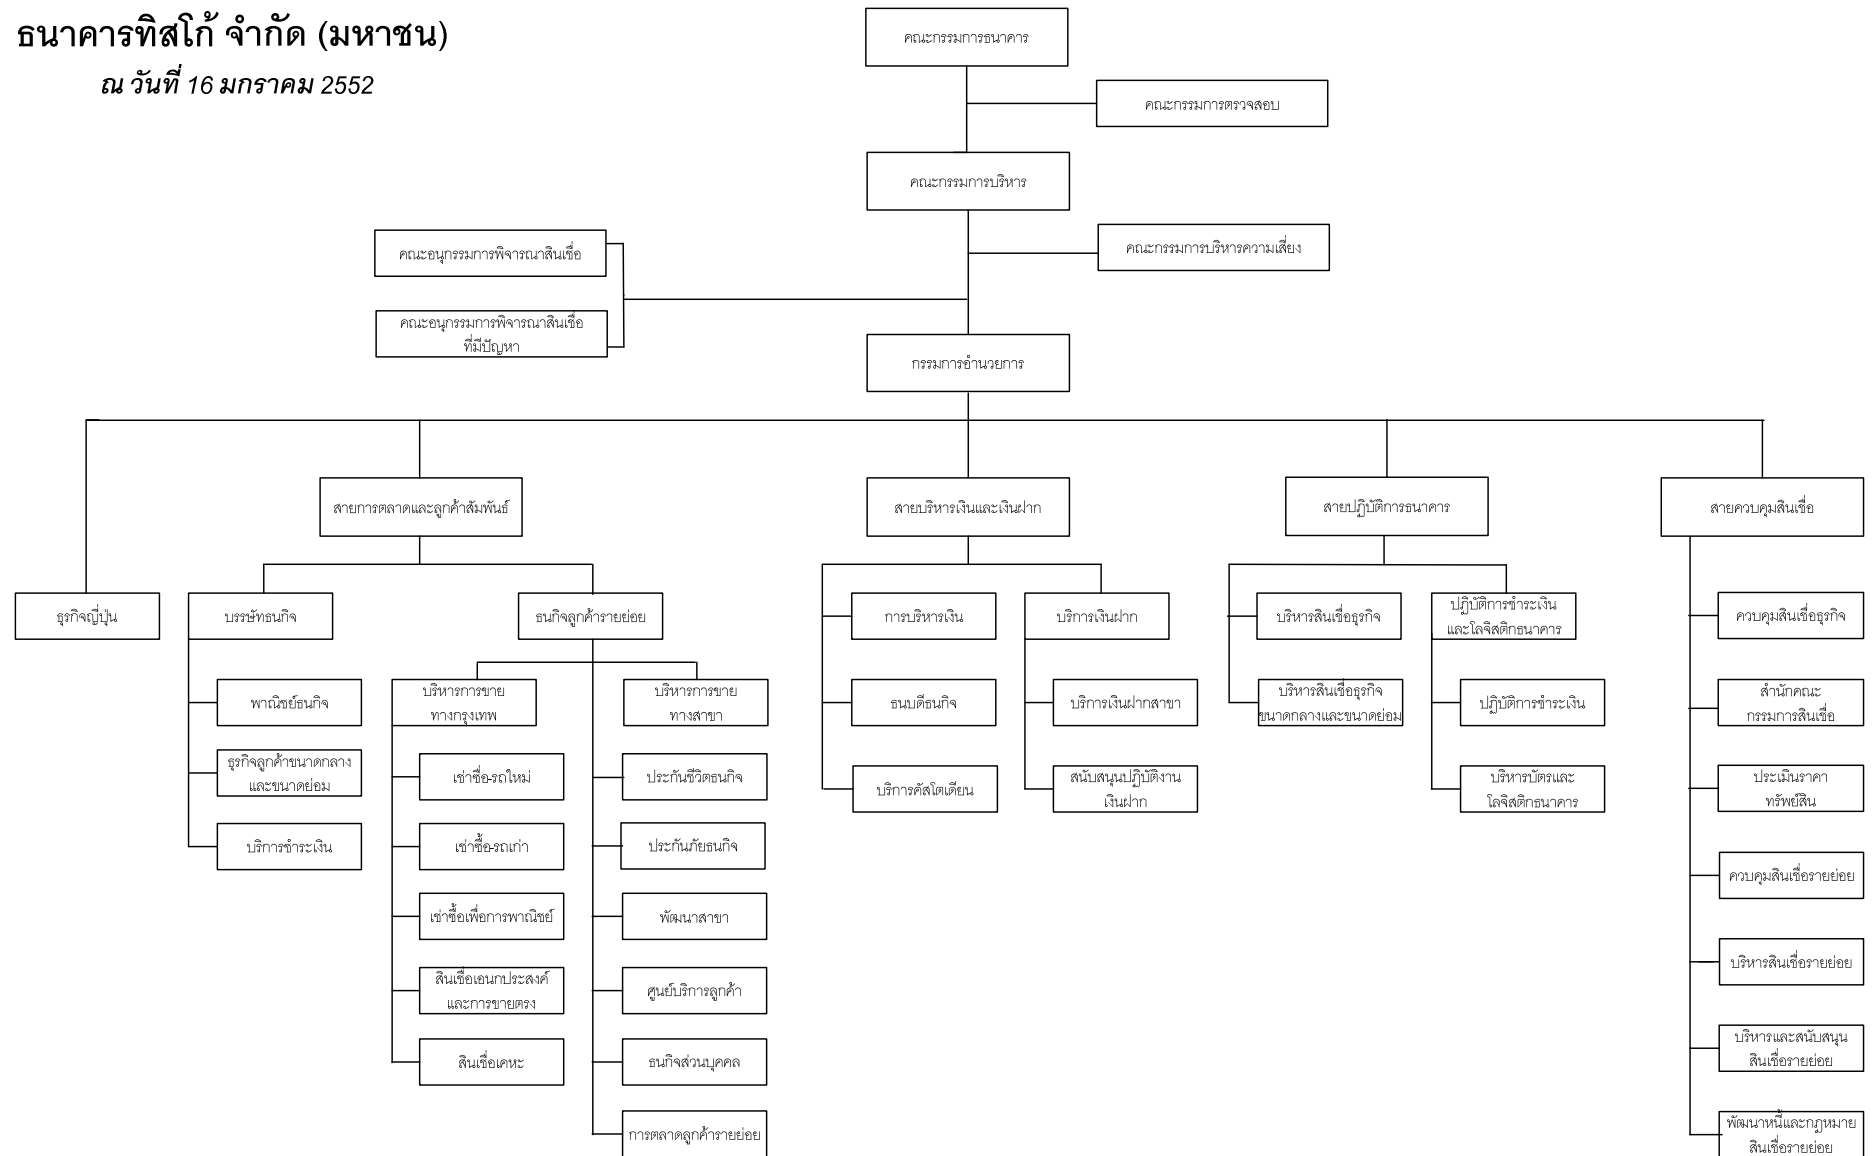 ธนาคารทิสโก้ จำกัด (มหาชน)
ณ วันที่ 16 มกราคม 2552
คณะกรรมการธนาคาร
คณะกรรมการตรวจสอบ
คณะกรรมการบริหาร
คณะอนุกรรมการพิจารณาสินเชื่อ
คณะกรรมการบริหารความเสี่ยง
คณะอนุกรรมการพิจารณาสินเชื่อ
ที่มีปัญหา
กรรมการอำนวยการ
สายการตลาดและลูกค้าสัมพันธ์
สายบริหารเงินและเงินฝาก
สายปฏิบัติการธนาคาร
สายควบคุมสินเชื่อ
ธุรกิจญี่ปุ่น
บรรษัทธนกิจ
ธนกิจลูกค้ารายย่อย
การบริหารเงิน
บริการเงินฝาก
บริหารสินเชื่อธุรกิจ
ปฏิบัติการชำระเงิน
และโลจิสติกธนาคาร
ควบคุมสินเชื่อธุรกิจ
พาณิชย์ธนกิจ
บริหารการขาย
ทางกรุงเทพ
บริหารการขาย
ทางสาขา
ธนบดีธนกิจ
บริการเงินฝากสาขา
บริหารสินเชื่อธุรกิจ
ขนาดกลางและขนาดย่อม
ปฏิบัติการชำระเงิน
สำนักคณะ
กรรมการสินเชื่อ
ธุรกิจลูกค้าขนาดกลาง
และขนาดย่อม
เช่าซื้อ-รถใหม่
ประกันชีวิตธนกิจ
บริการคัสโตเดียน
สนับสนุนปฏิบัติงาน
เงินฝาก
บริหารบัตรและ
โลจิสติกธนาคาร
ประเมินราคา
ทรัพย์สิน
บริการชำระเงิน
เช่าซื้อ-รถเก่า
ประกันภัยธนกิจ
ควบคุมสินเชื่อรายย่อย
เช่าซื้อเพื่อการพาณิชย์
พัฒนาสาขา
บริหารสินเชื่อรายย่อย
สินเชื่อเอนกประสงค์
และการขายตรง
ศูนย์บริการลูกค้า
บริหารและสนับสนุน
สินเชื่อรายย่อย
สินเชื่อเคหะ
ธนกิจส่วนบุคคล
การตลาดลูกค้ารายย่อย
พัฒนาหนี้และกฎหมาย
สินเชื่อรายย่อย